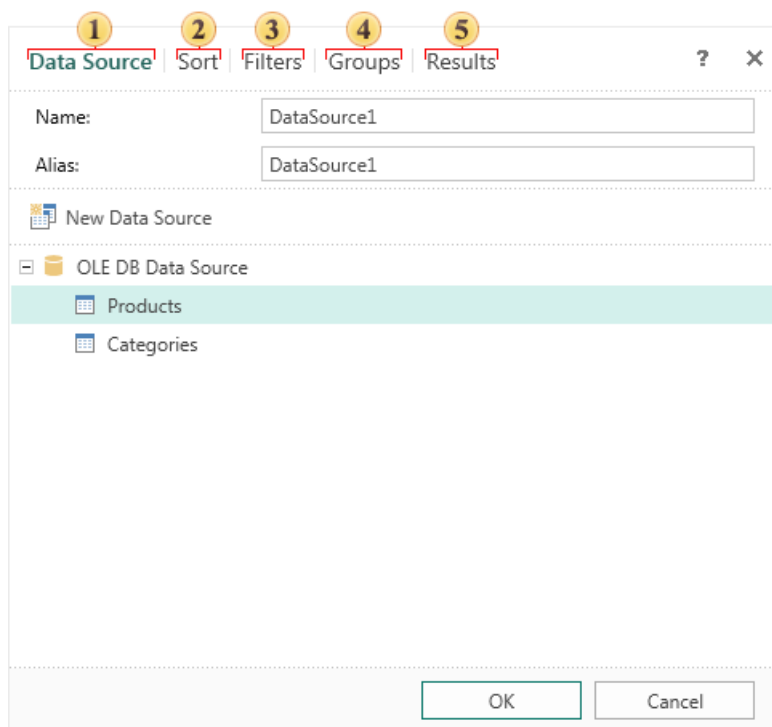 1 2 3 4 5
Data Source Sort Filters Groups Results ? ✕
Name: DataSource1
Alias: DataSource1
New Data Source
OLE DB Data Source
Products
Categories
OK Cancel